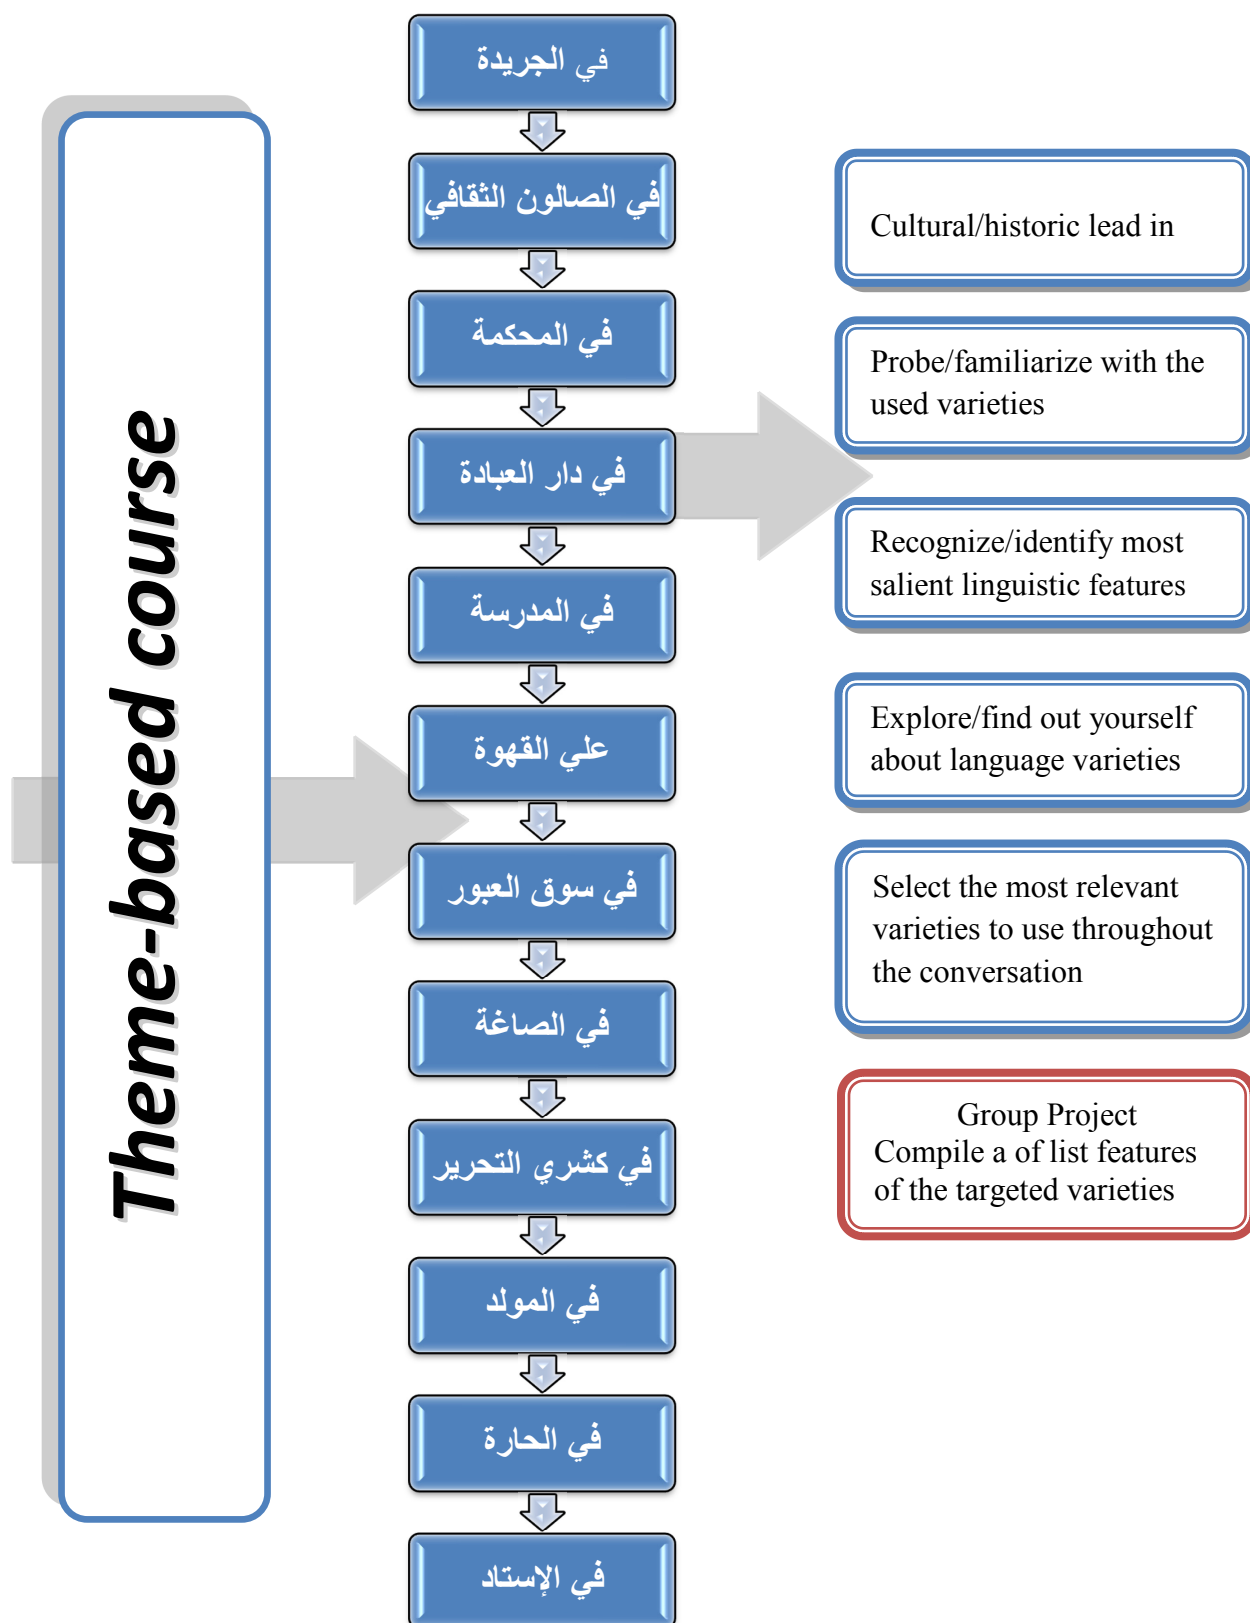 Theme-based course
في الجريدة
في الصالون الثقافي
في المحكمة
في دار العبادة
في المدرسة
علي القهوة
في سوق العبور
في الصاغة
في كشري التحرير
في المولد
في الحارة
في الإستاد
Cultural/historic lead in
Probe/familiarize with the
used varieties
Recognize/identify most
salient linguistic features
Explore/find out yourself
about language varieties
Select the most relevant
varieties to use throughout
the conversation
Group Project
Compile a of list features
of the targeted varieties